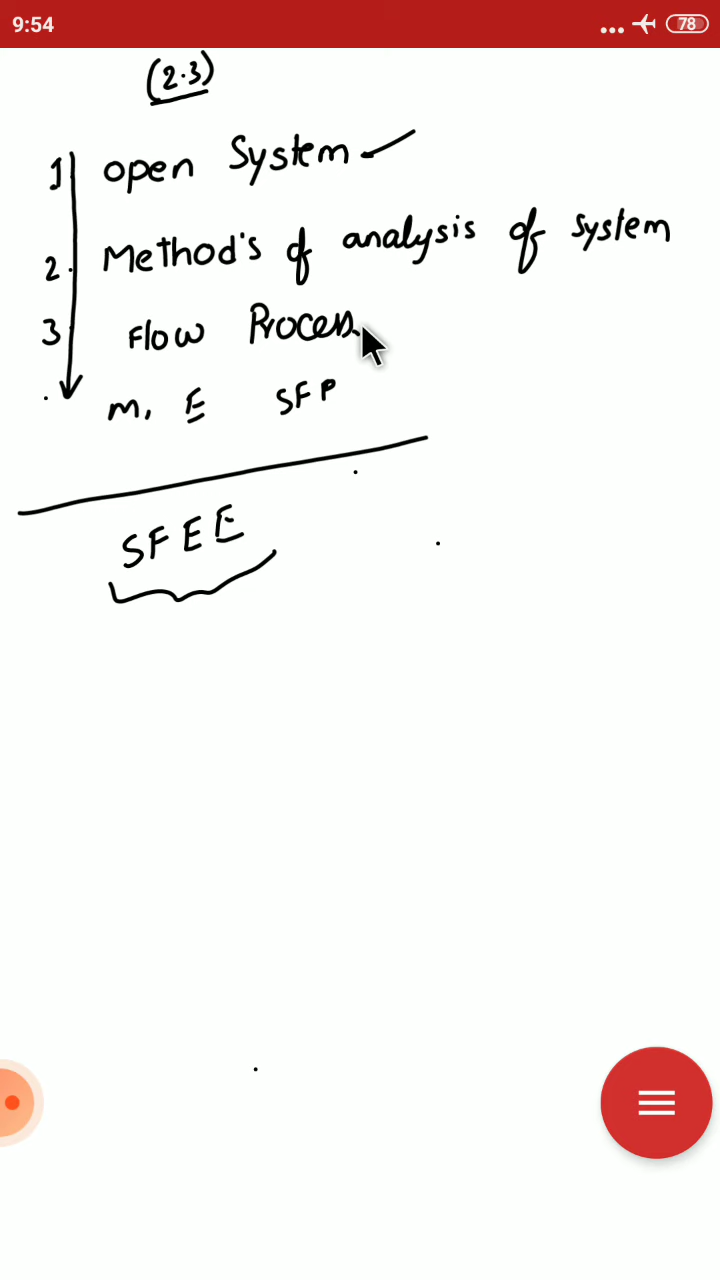 9:54 78
(2.3)
1 open System
2. Method's of analysis of system
3 Flow Process
m. E SFP
SFEE